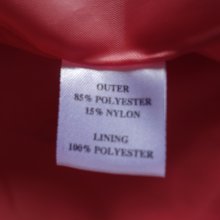 OUTER
85% POLYESTER
15% NYLON
LINING
100% POLYESTER